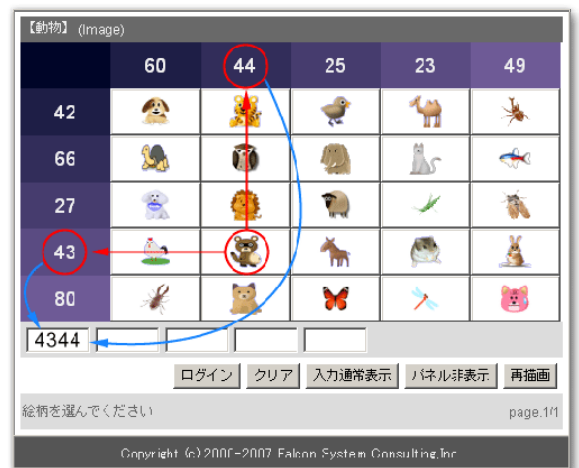 【動物】 (Image)
60 44 25 23 49
42
66
27
43
80
4344
ログイン クリア 入力通常表示 パネル非表示 再描画
絵柄を選んでください page.1/1
Copyright (c) 2006-2007 Falcon System Consulting,Inc